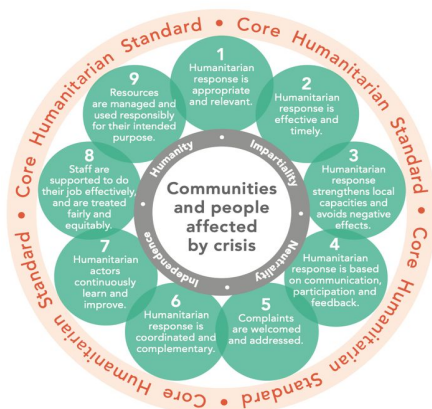 Core Humanitarian Standard • Core Humanitarian Standard • Core Humanitarian Standard • Core Humanitarian Standard •
1
Humanitarian
response is
appropriate
and relevant.
2
Humanitarian
response is
effective and
timely.
3
Humanitarian
response
strengthens local
capacities and
avoids negative
effects.
4
Humanitarian
response is based
on communication,
participation and
feedback.
5
Complaints
are welcomed
and addressed.
6
Humanitarian
response is
coordinated and
complementary.
7
Humanitarian
actors
continuously
learn and
improve.
8
Staff are
supported to do
their job effectively,
and are treated
fairly and
equitably.
9
Resources
are managed and
used responsibly
for their intended
purpose.
Humanity • Impartiality • Neutrality • Independence •
Communities
and people
affected
by crisis